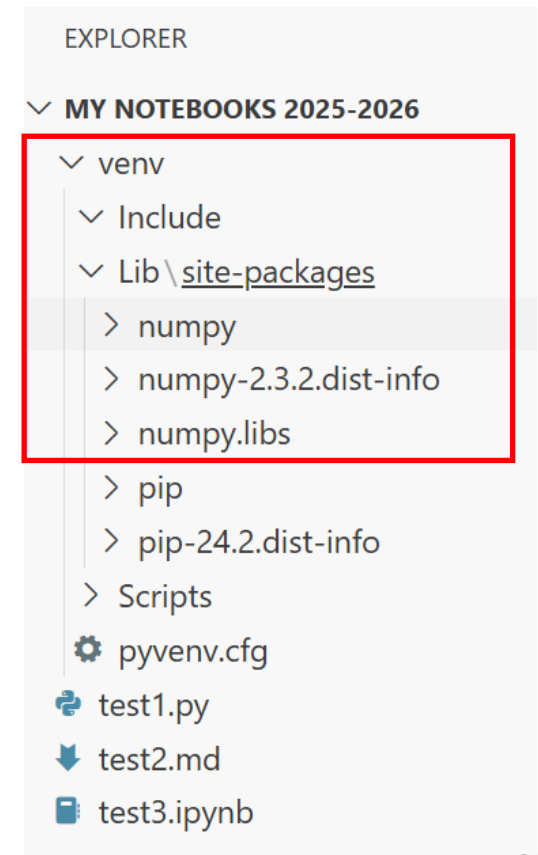 EXPLORER
MY NOTEBOOKS 2025-2026
venv
Include
Lib\site-packages
numpy
numpy-2.3.2.dist-info
numpy.libs
pip
pip-24.2.dist-info
Scripts
pyvenv.cfg
test1.py
test2.md
test3.ipynb